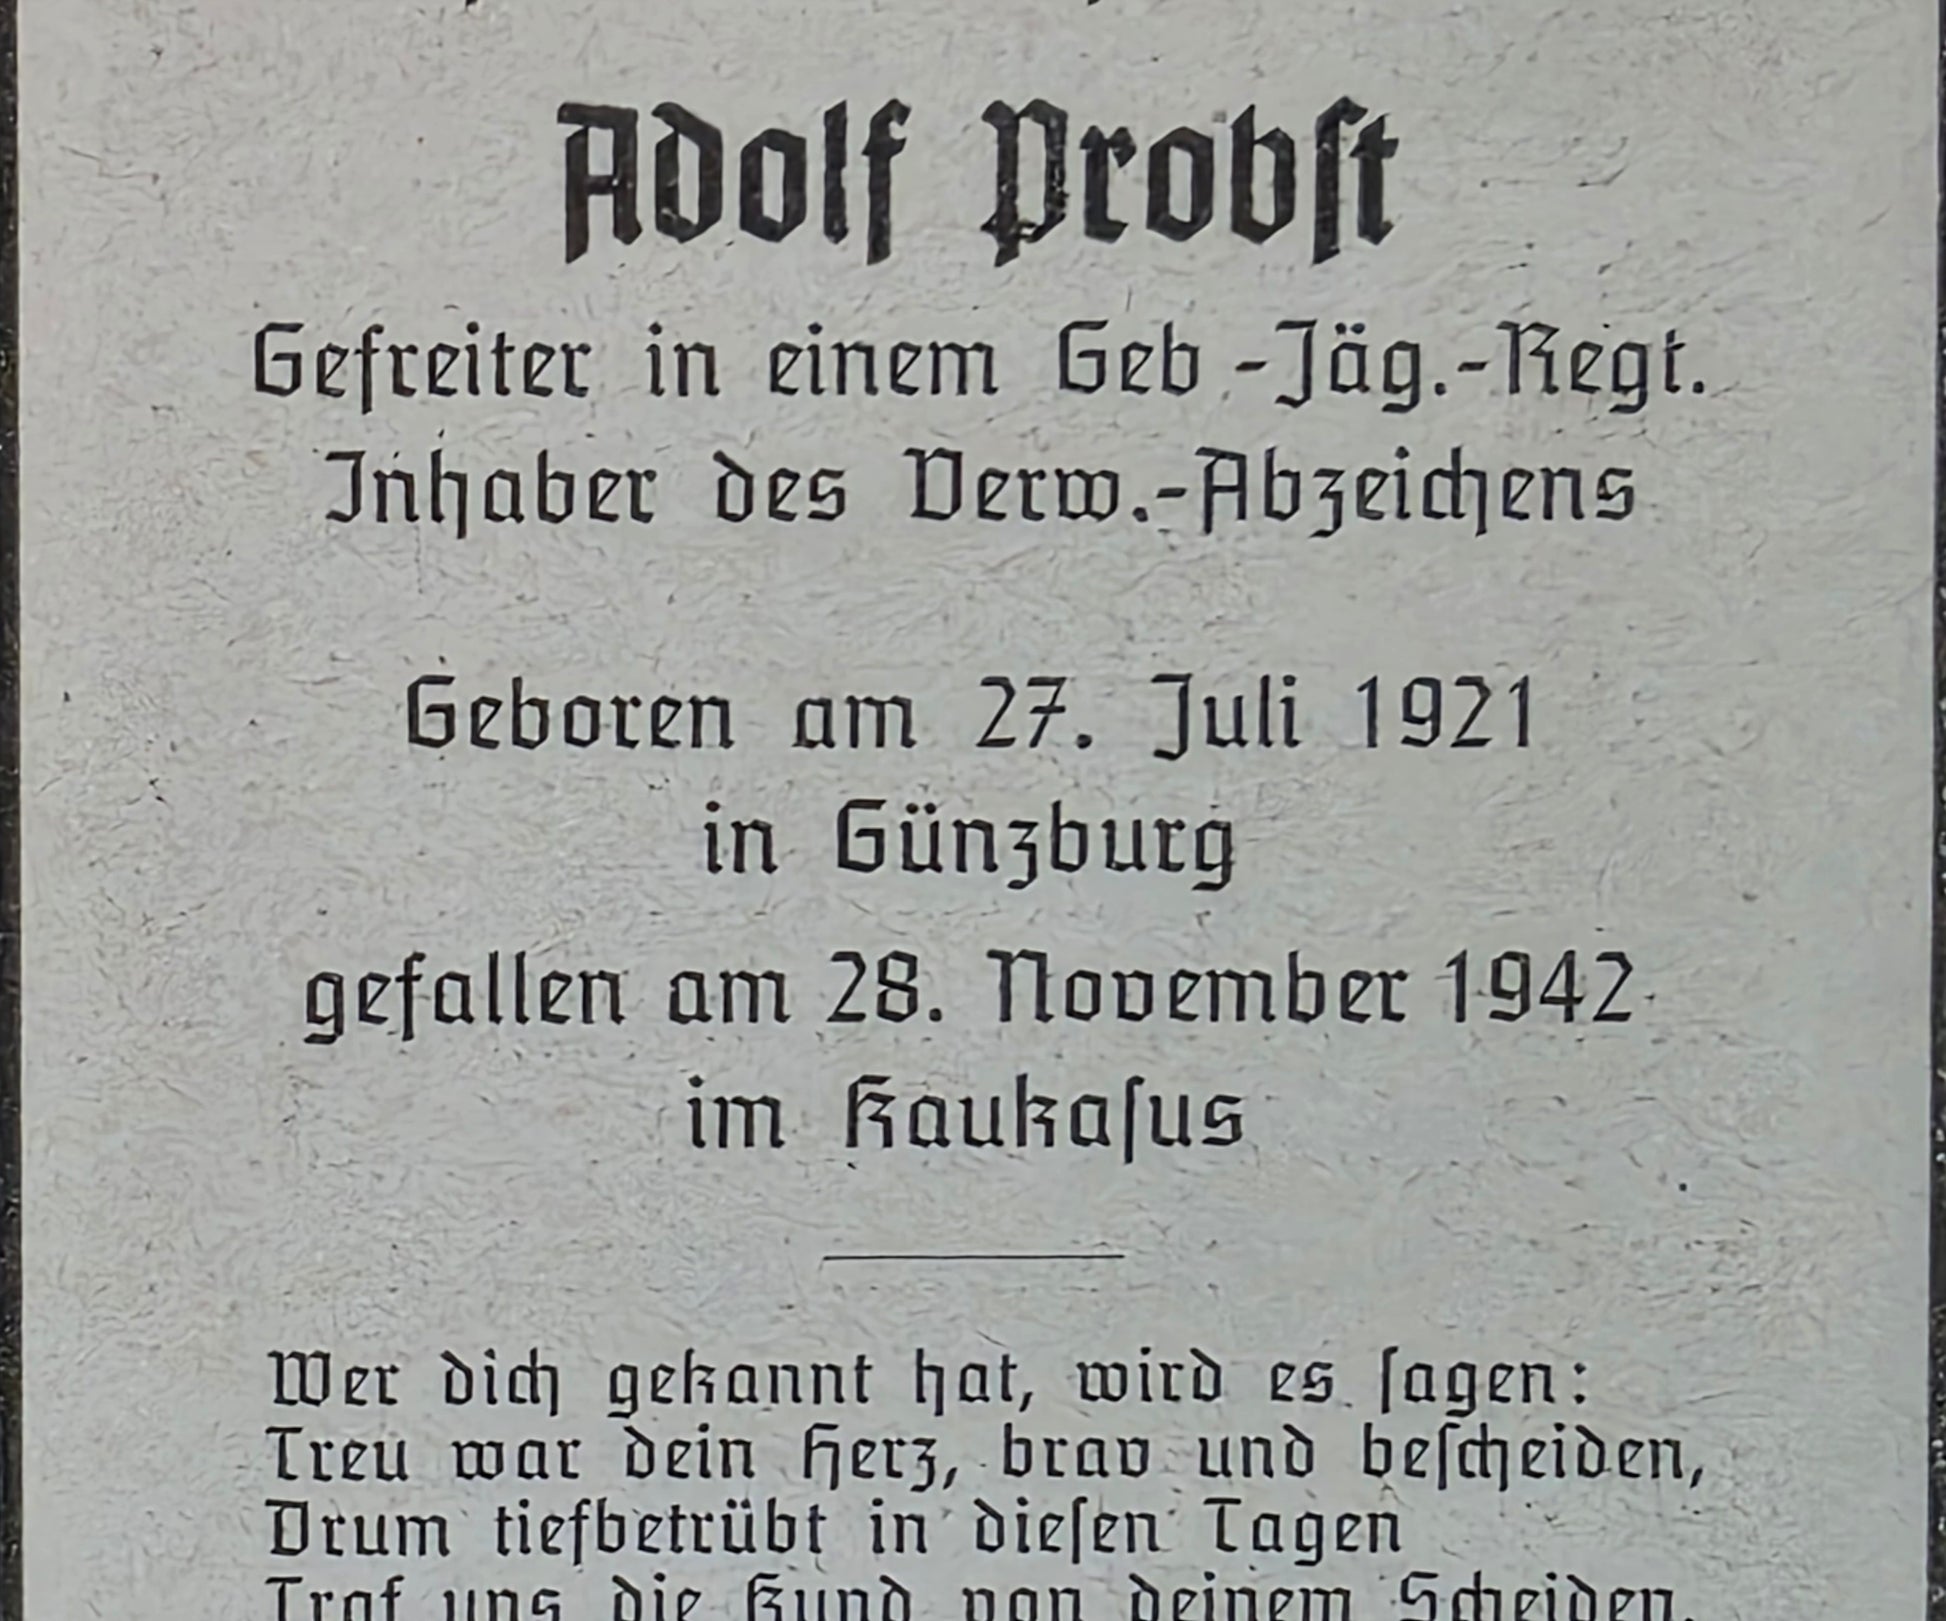 Adolf Probſt
Gefreiter in einem Geb -Jäg.-Regt.
Inhaber des Verw.-Abzeichens
Geboren am 27. Juli 1921
in Günzburg
gefallen am 28. November 1942
im Kaukaſus
Wer dich gekannt hat, wird es ſagen:
Treu war dein Herz, brav und beſcheiden,
Drum tiefbetrübt in dieſen Tagen
Traf uns die Kund von deinem Scheiden.